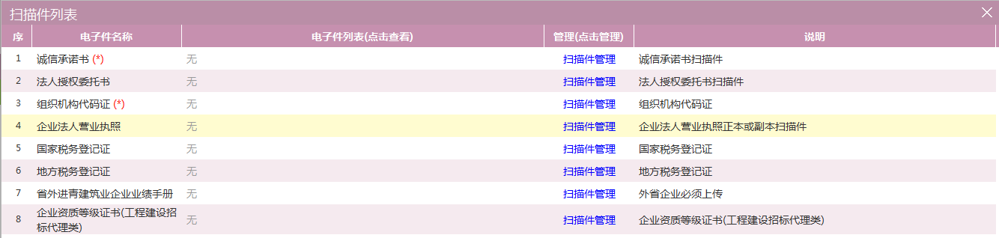 扫描件列表
序 电子件名称 电子件列表(点击查看) 管理(点击管理) 说明
1 诚信承诺书 (*) 无 扫描件管理 诚信承诺书扫描件
2 法人授权委托书 无 扫描件管理 法人授权委托书扫描件
3 组织机构代码证 (*) 无 扫描件管理 组织机构代码证
4 企业法人营业执照 无 扫描件管理 企业法人营业执照正本或副本扫描件
5 国家税务登记证 无 扫描件管理 国家税务登记证
6 地方税务登记证 无 扫描件管理 地方税务登记证
7 省外进青建筑业企业业绩手册 无 扫描件管理 外省企业必须上传
8 企业资质等级证书(工程建设招 无 扫描件管理 企业资质等级证书(工程建设招标代理类)
标代理类)